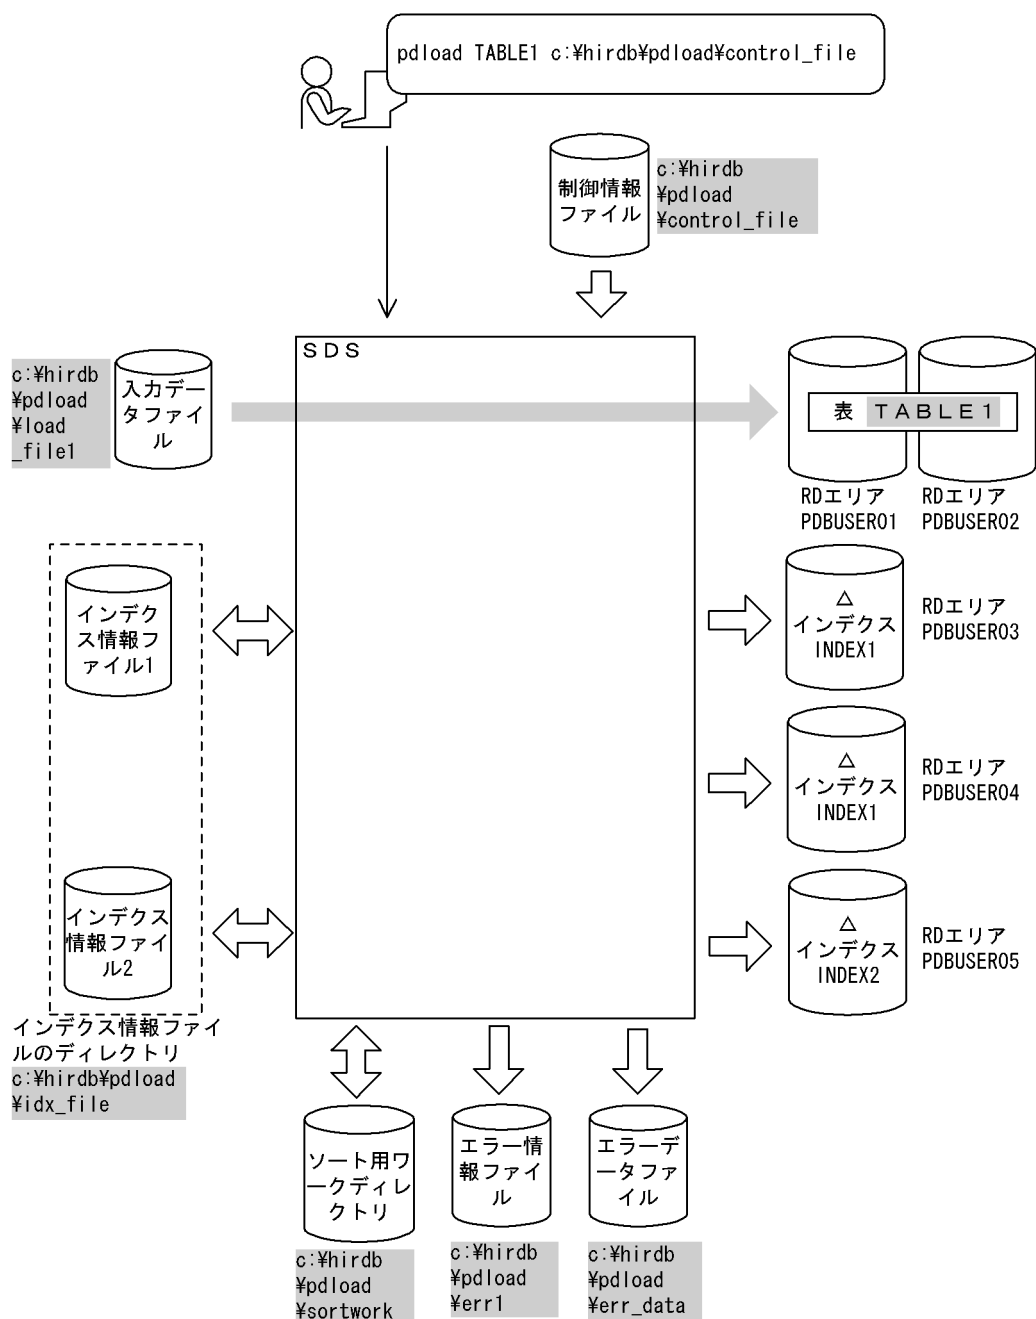 pdload TABLE1 c:¥hirdb¥pdload¥control_file
制御情報
ファイル
c:¥hirdb
¥pdload
¥control_file
ＳＤＳ
c:¥hirdb
¥pdload
¥load
_file1
入力デー
タファイ
ル
表 ＴＡＢＬＥ１
RDエリア
PDBUSER01
RDエリア
PDBUSER02
インデク
ス情報フ
ァイル1
△
インデクス
INDEX1
RDエリア
PDBUSER03
△
インデクス
INDEX1
RDエリア
PDBUSER04
インデクス
情報ファイ
ル2
△
インデクス
INDEX2
RDエリア
PDBUSER05
インデクス情報ファイ
ルのディレクトリ
c:¥hirdb¥pdload
¥idx_file
ソート用ワ
ークディレ
クトリ
エラー情
報ファイ
ル
エラーデ
ータファ
イル
c:¥hirdb
¥pdload
¥sortwork
c:¥hirdb
¥pdload
¥err1
c:¥hirdb
¥pdload
¥err_data